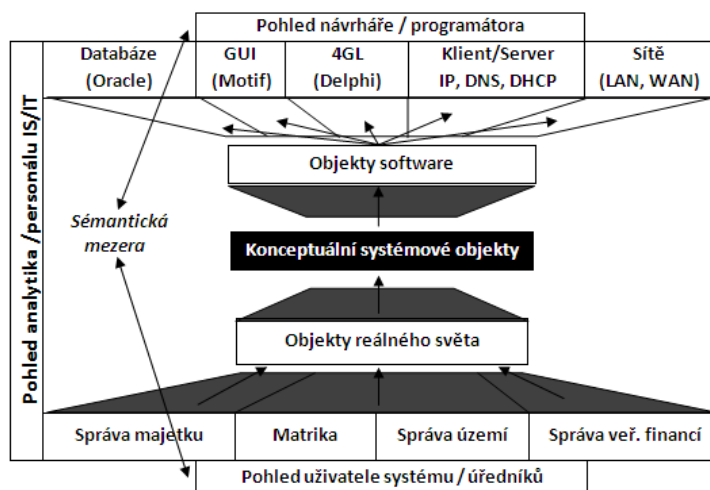 Pohled návrháře / programátora
Databáze
(Oracle)
GUI
(Motif)
4GL
(Delphi)
Klient/Server
IP, DNS, DHCP
Sítě
(LAN, WAN)
Pohled analytika /personálu IS/IT
Objekty software
Sémantická
mezera
Konceptuální systémové objekty
Objekty reálného světa
Správa majetku
Matrika
Správa území
Správa veř. financí
Pohled uživatele systému / úředníků